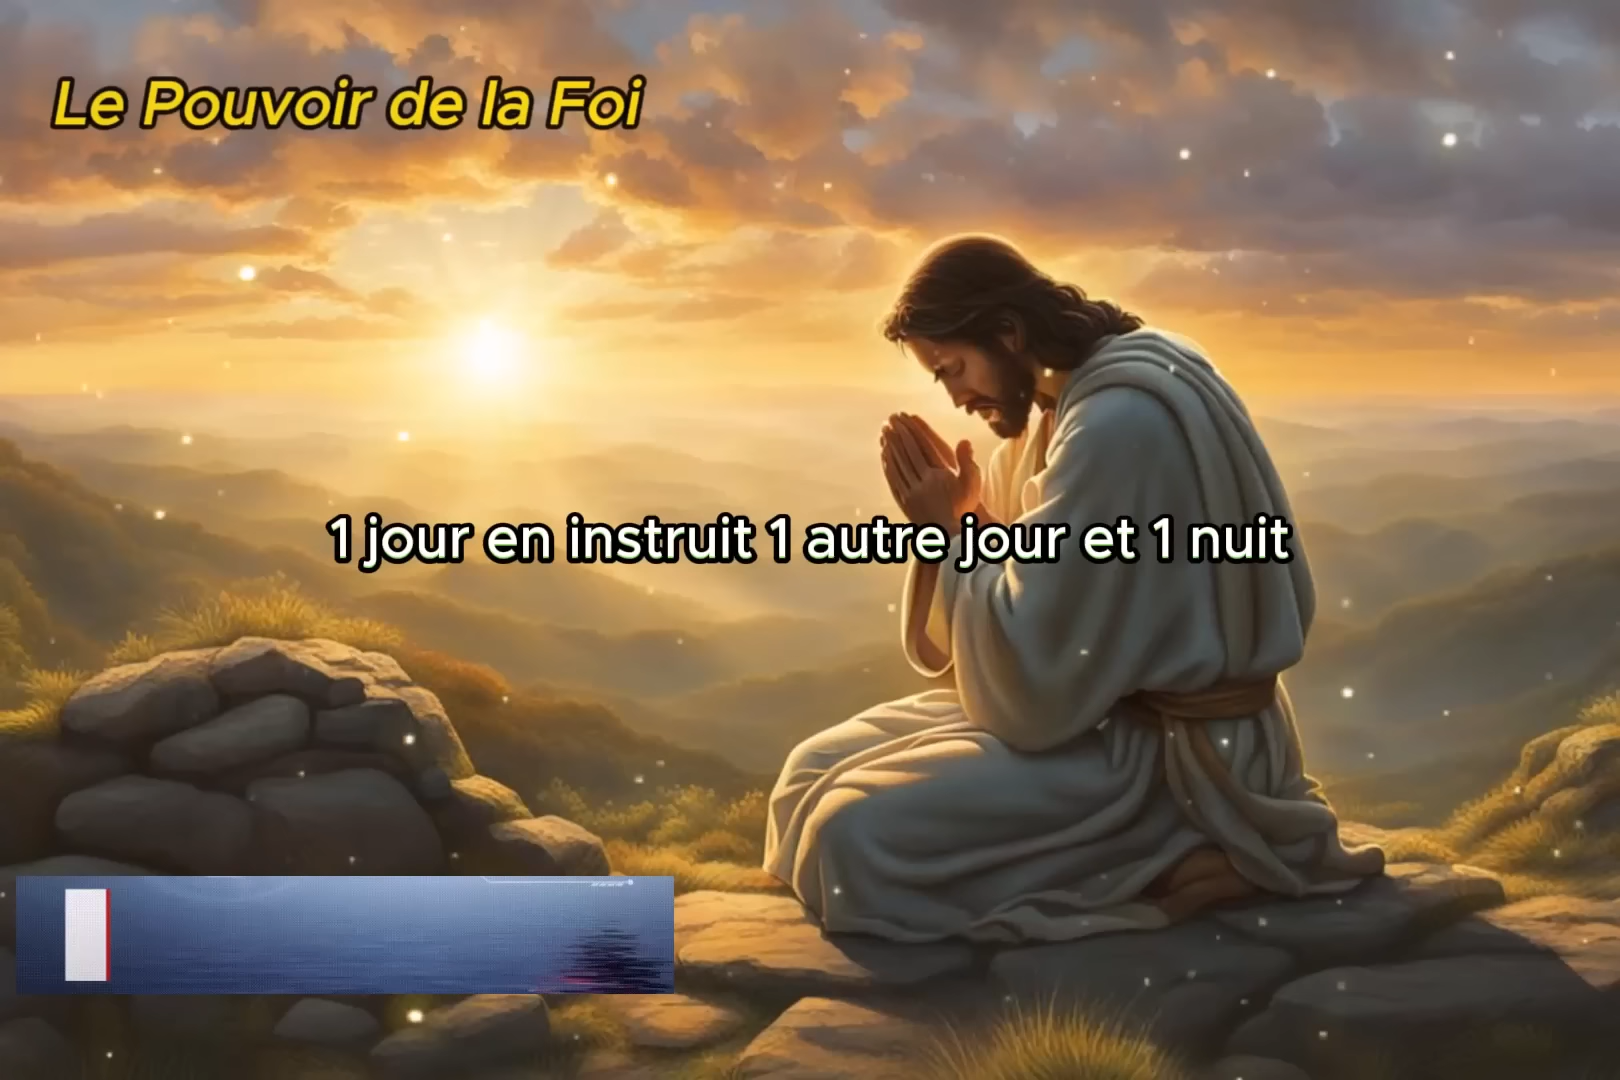 Le Pouvoir de la Foi
1 jour en instruit 1 autre jour et 1 nuit